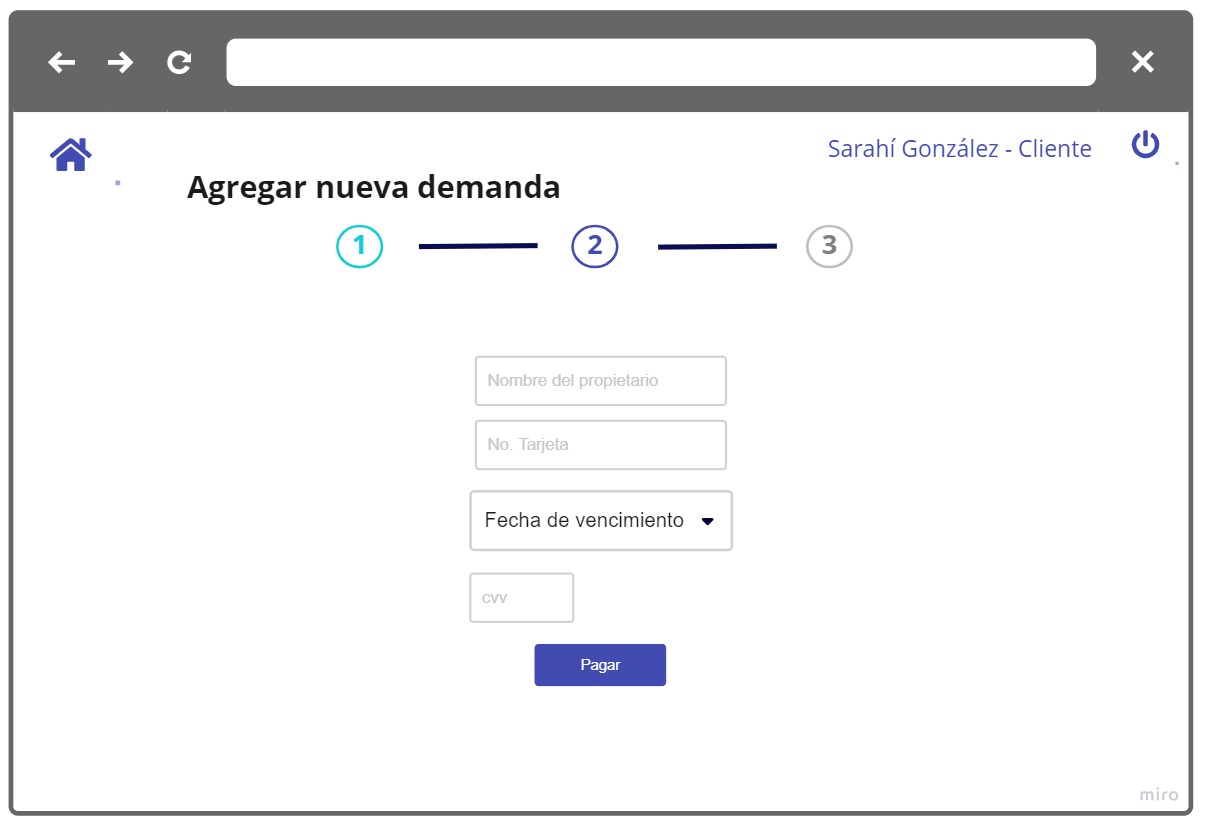 Sarahí González - Cliente
Agregar nueva demanda
1
2
3
Nombre del propietario
No. Tarjeta
Fecha de vencimiento
cvv
Pagar
miro